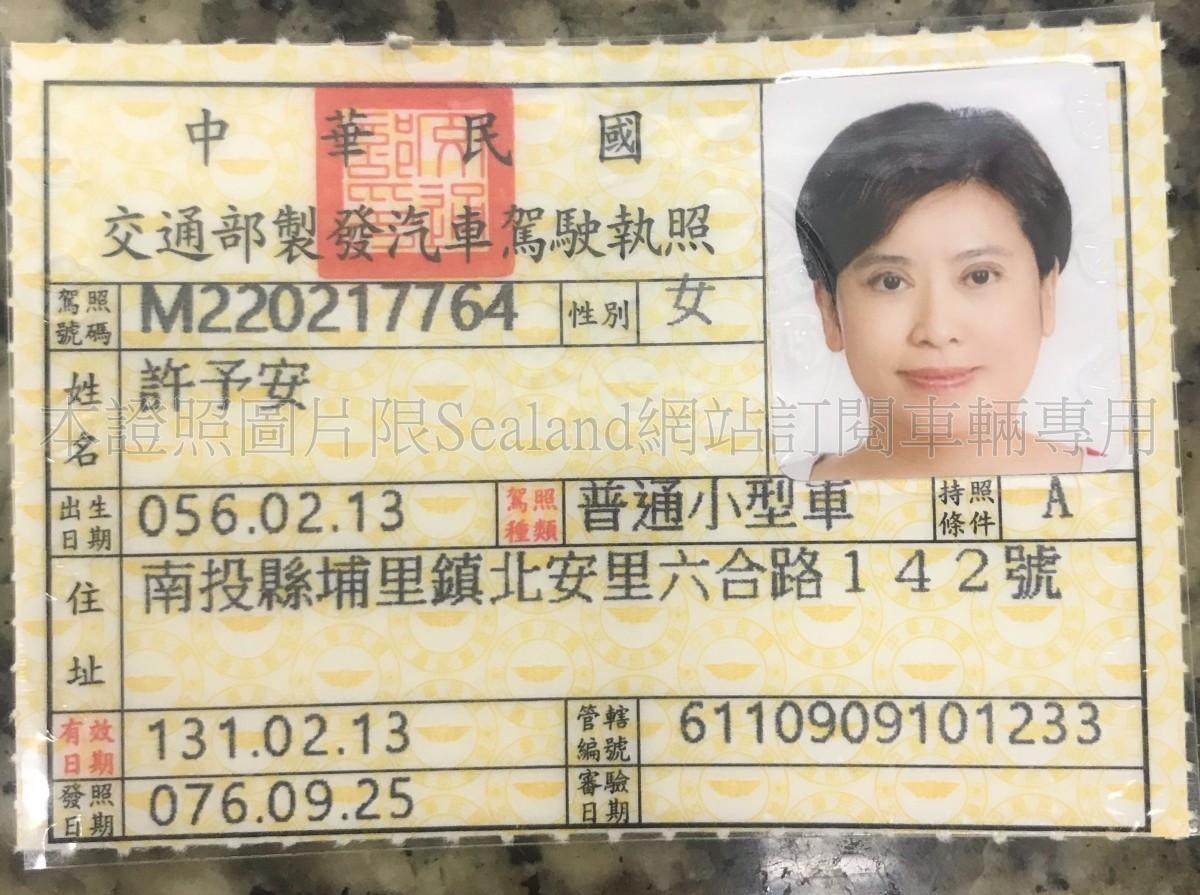 中華民國
交通部製發汽車駕駛執照
駕照號碼 M220217764 性別 女
姓名 許予安
本證照圖片限Sealand網站訂閱車輛專用
出生日期 056.02.13 駕照種類 普通小型車 持照條件 A
住址 南投縣埔里鎮北安里六合路142號
有效日期 131.02.13 管轄編號 6110909101233
發照日期 076.09.25 審驗日期